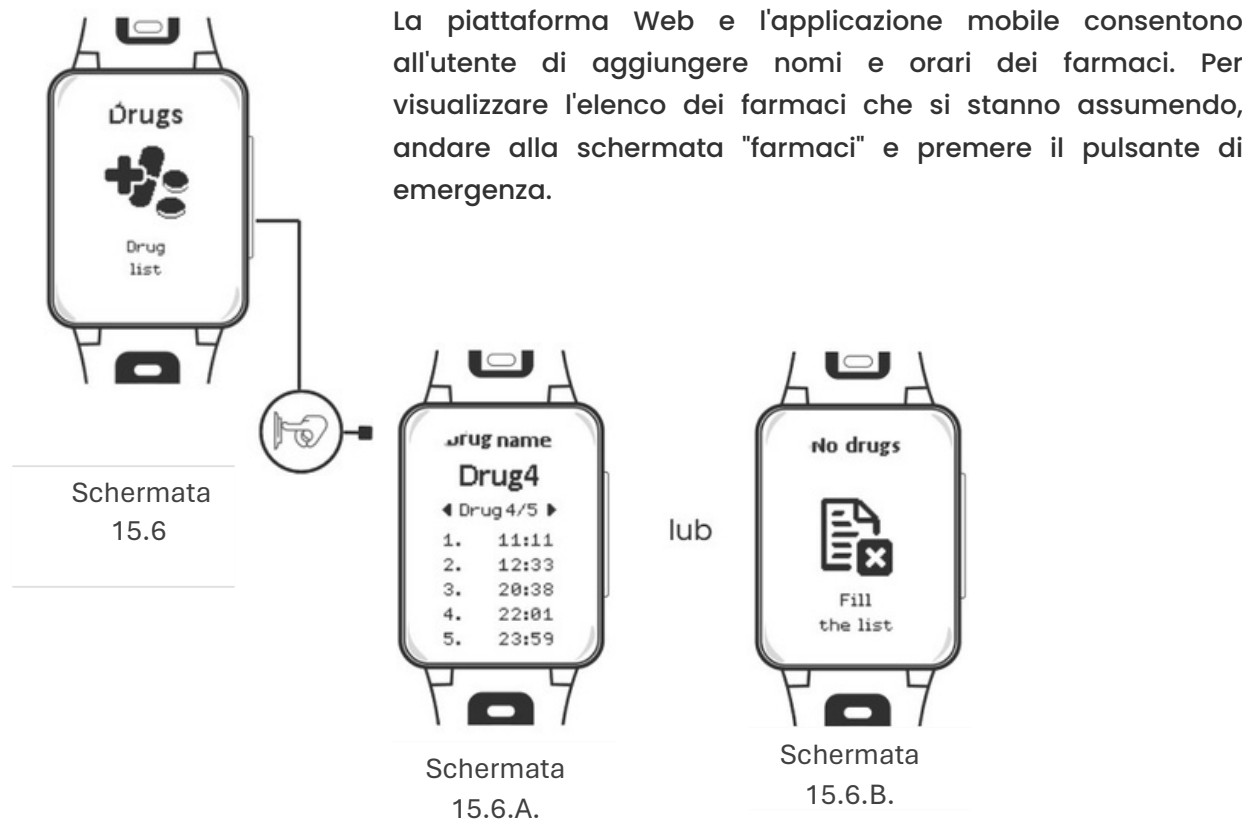 La piattaforma Web e l'applicazione mobile consentono
all'utente di aggiungere nomi e orari dei farmaci. Per
visualizzare l'elenco dei farmaci che si stanno assumendo,
andare alla schermata "farmaci" e premere il pulsante di
emergenza.
Drugs
Drug
list
Schermata
15.6
Drug name
Drug4
Drug 4/5
1. 11:11
2. 12:33
3. 20:38
4. 22:01
5. 23:59
Schermata
15.6.A.
lub
No drugs
Fill
the list
Schermata
15.6.B.